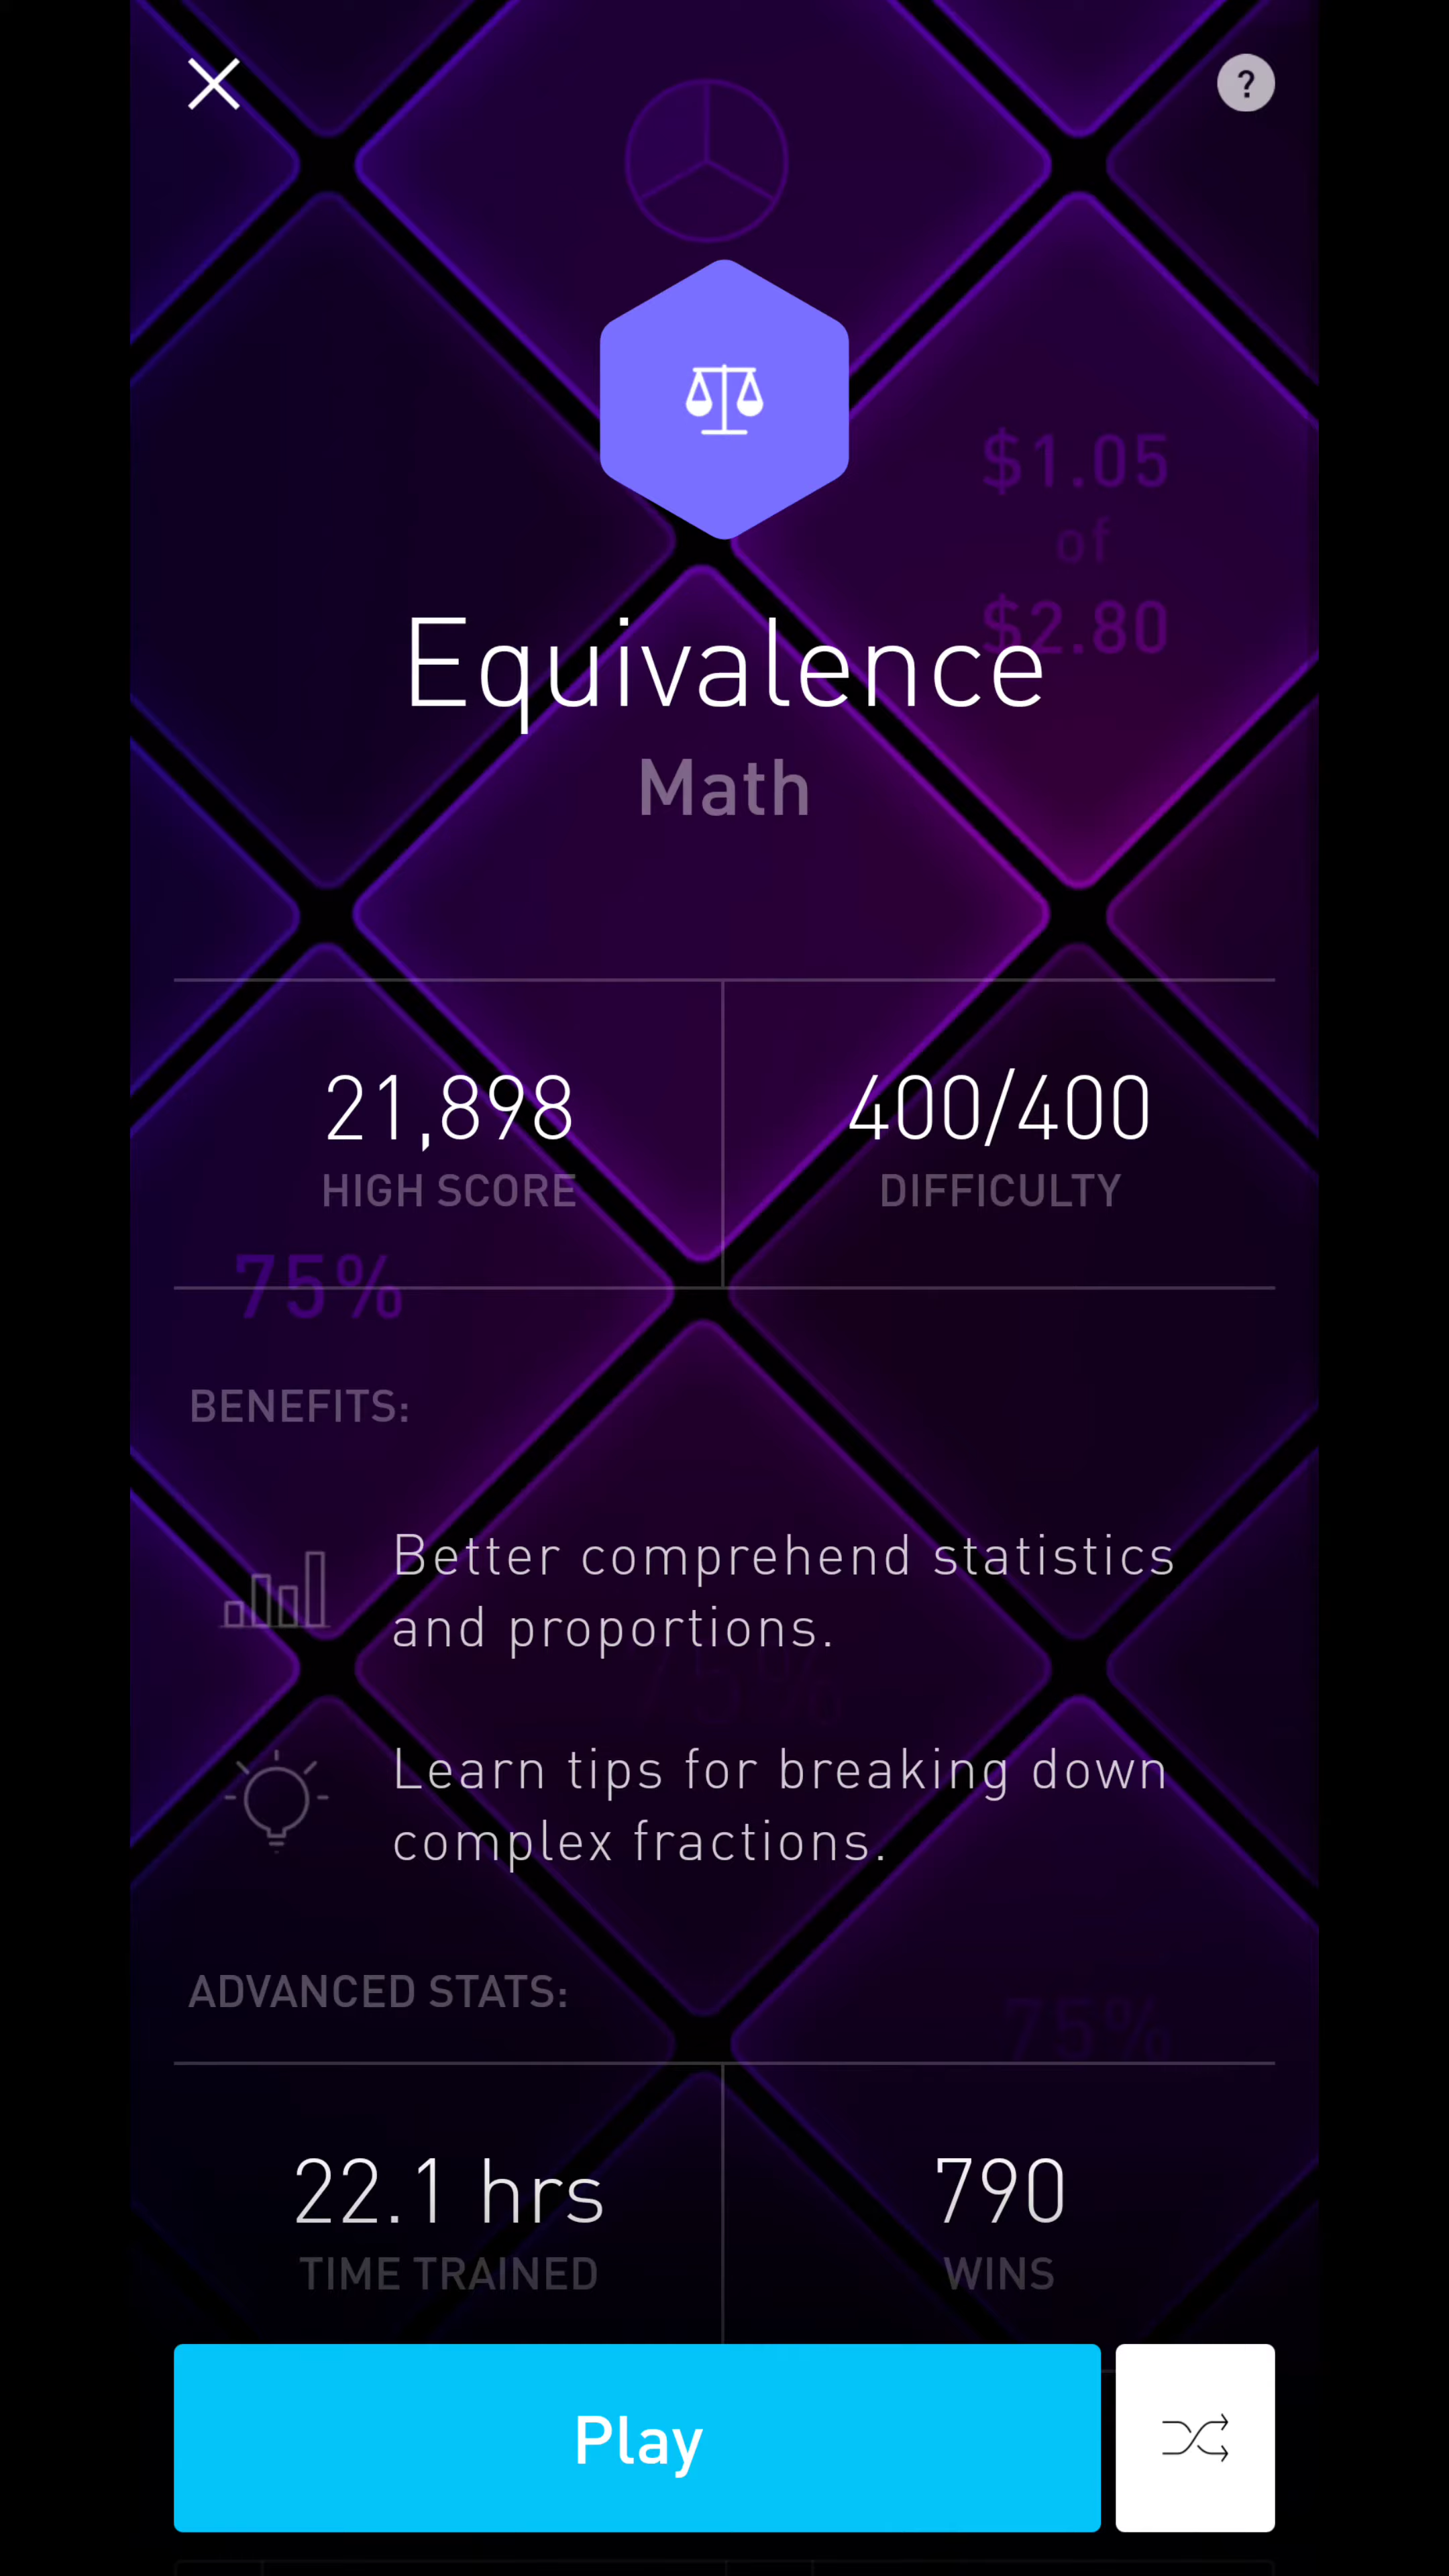 ?
$1.05
of
$2.80
Equivalence
Math
21,898
HIGH SCORE
400/400
DIFFICULTY
75%
BENEFITS:
Better comprehend statistics
and proportions.
75%
Learn tips for breaking down
complex fractions.
ADVANCED STATS:
75%
22.1 hrs
TIME TRAINED
790
WINS
Play